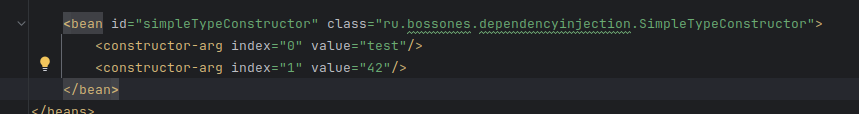 <bean id="simpleTypeConstructor" class="ru.bossones.dependencyinjection.SimpleTypeConstructor">
<constructor-arg index="0" value="test"/>
<constructor-arg index="1" value="42"/>
</bean>
</beans>